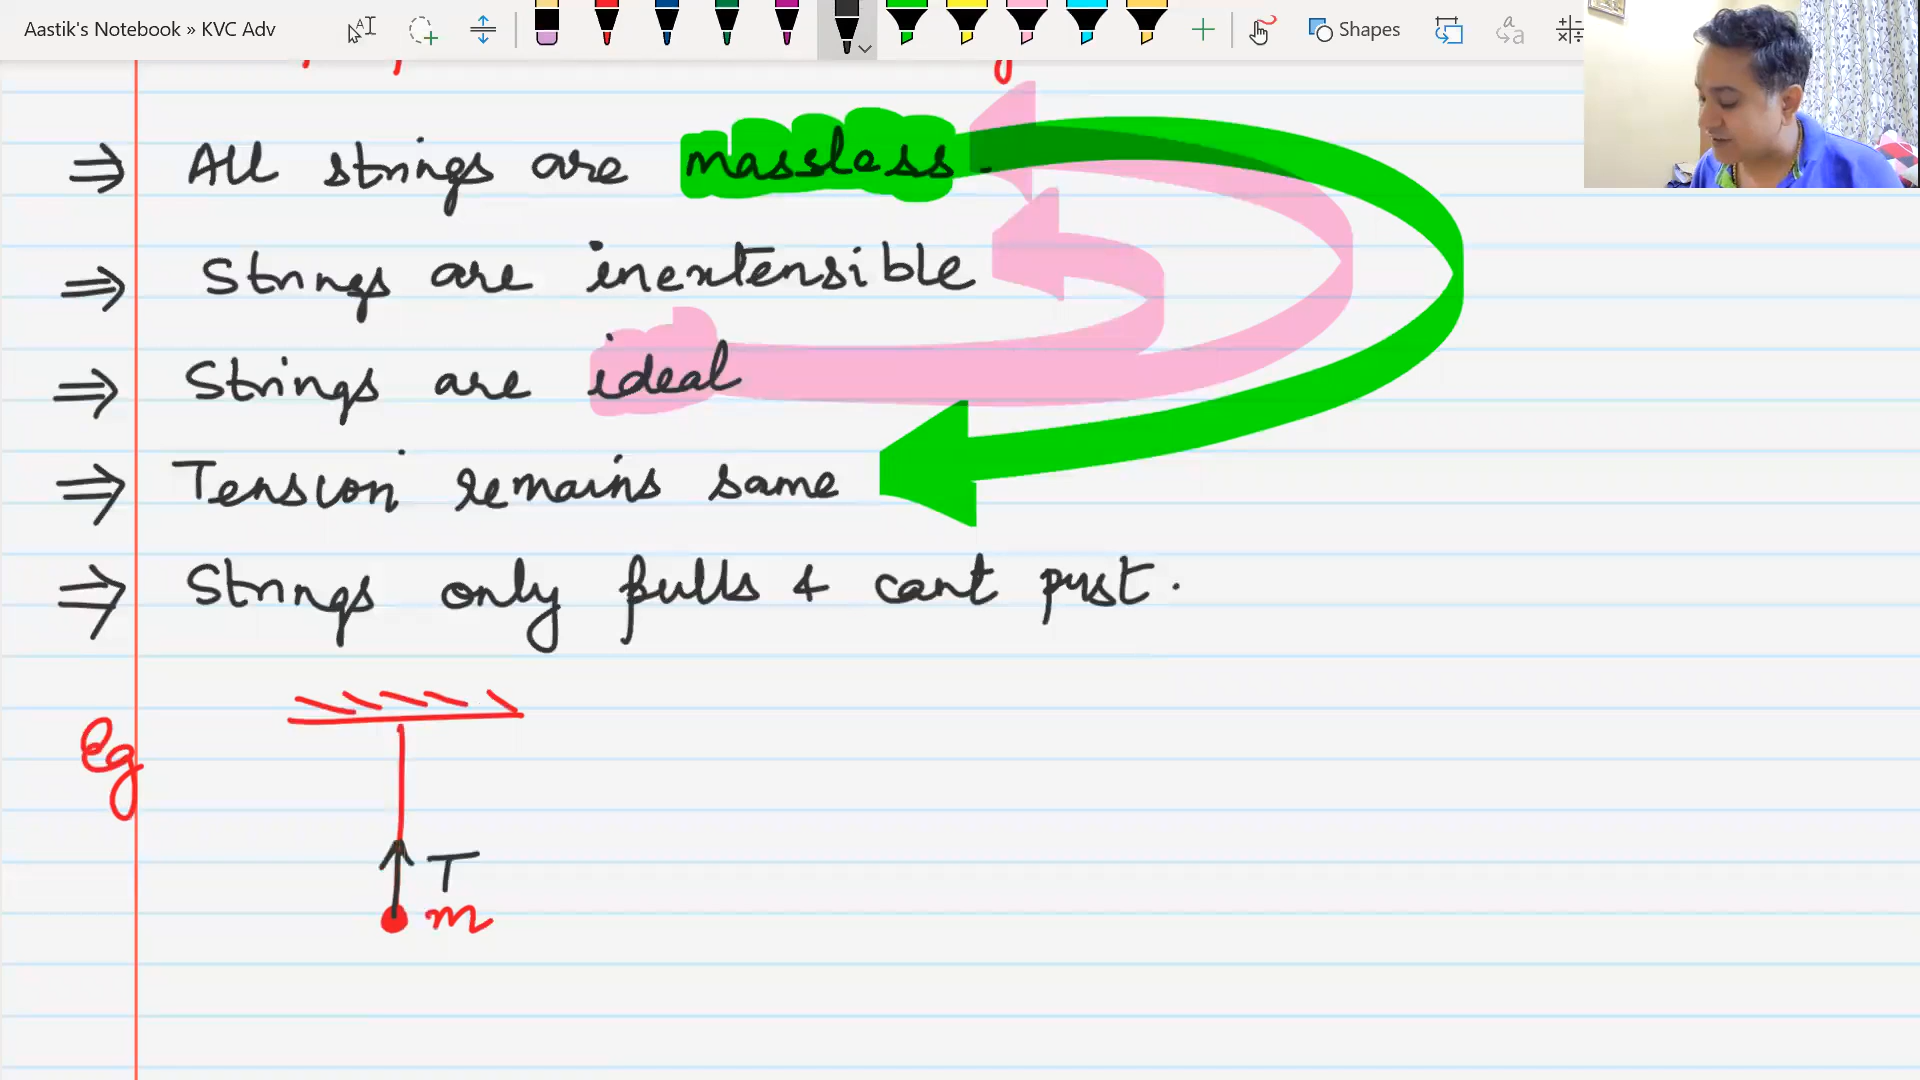 Aastik's Notebook » KVC Adv
Shapes
⇒ All strings are massless.
⇒ Strings are inextensible
⇒ Strings are ideal
⇒ Tension remains same
⇒ Strings only pulls & cant
eg
T
m